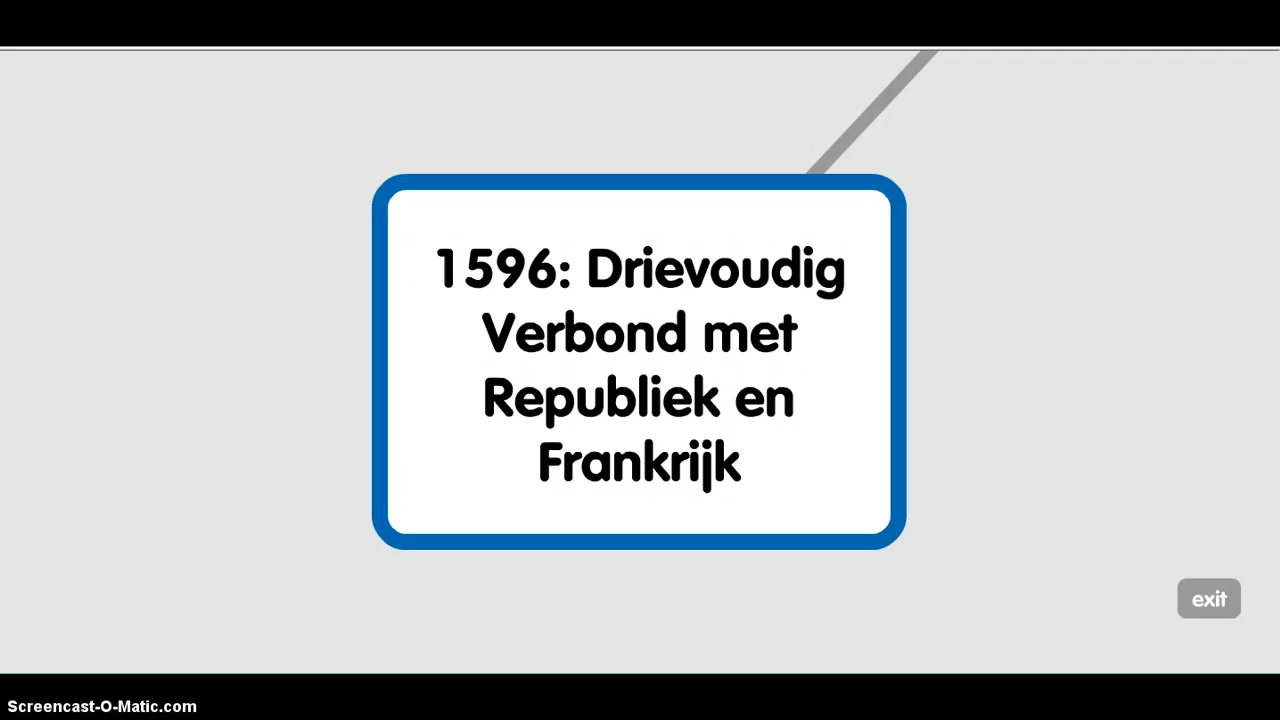 1596: Drievoudig
Verbond met
Republiek en
Frankrijk
exit
Screencast-O-Matic.com